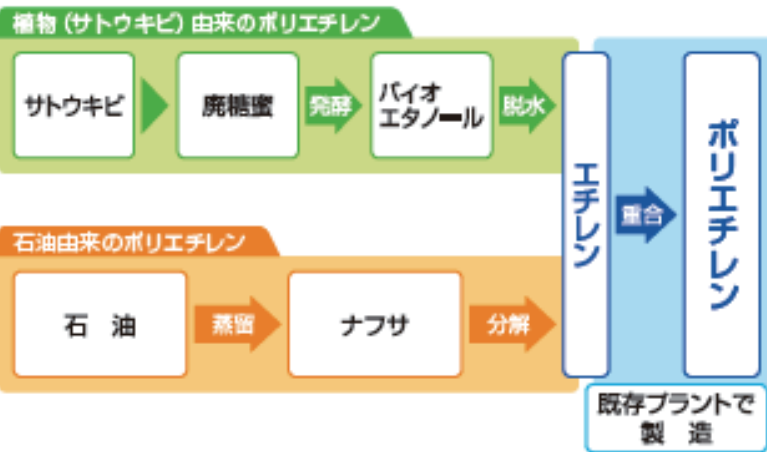 植物（サトウキビ）由来のポリエチレン
サトウキビ
廃糖蜜
発酵
バイオ
エタノール
脱水
石油由来のポリエチレン
石　油
蒸留
ナフサ
分解
エチレン
重合
ポリエチレン
既存プラントで
製　造